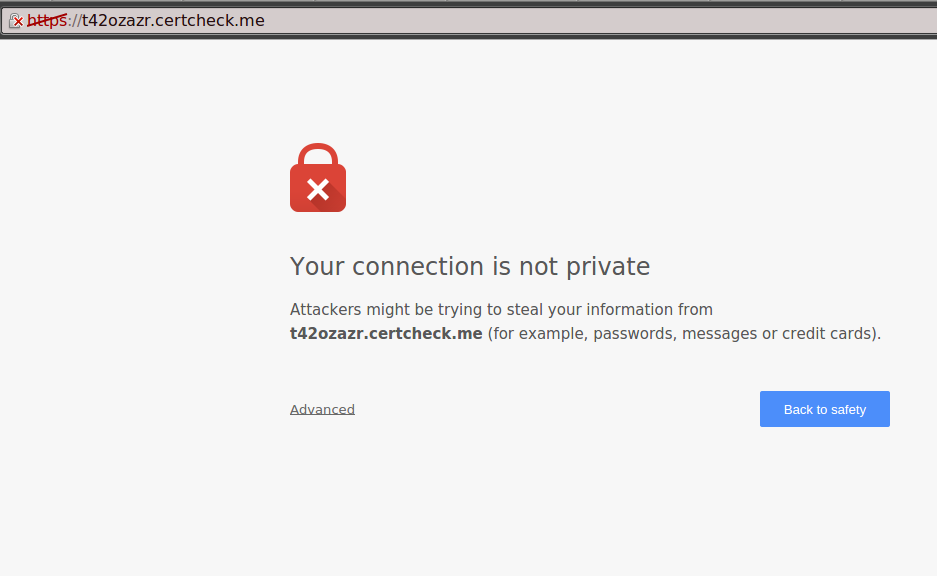 https://t42ozazr.certcheck.me
Your connection is not private
Attackers might be trying to steal your information from
t42ozazr.certcheck.me (for example, passwords, messages or credit cards).
Advanced
Back to safety